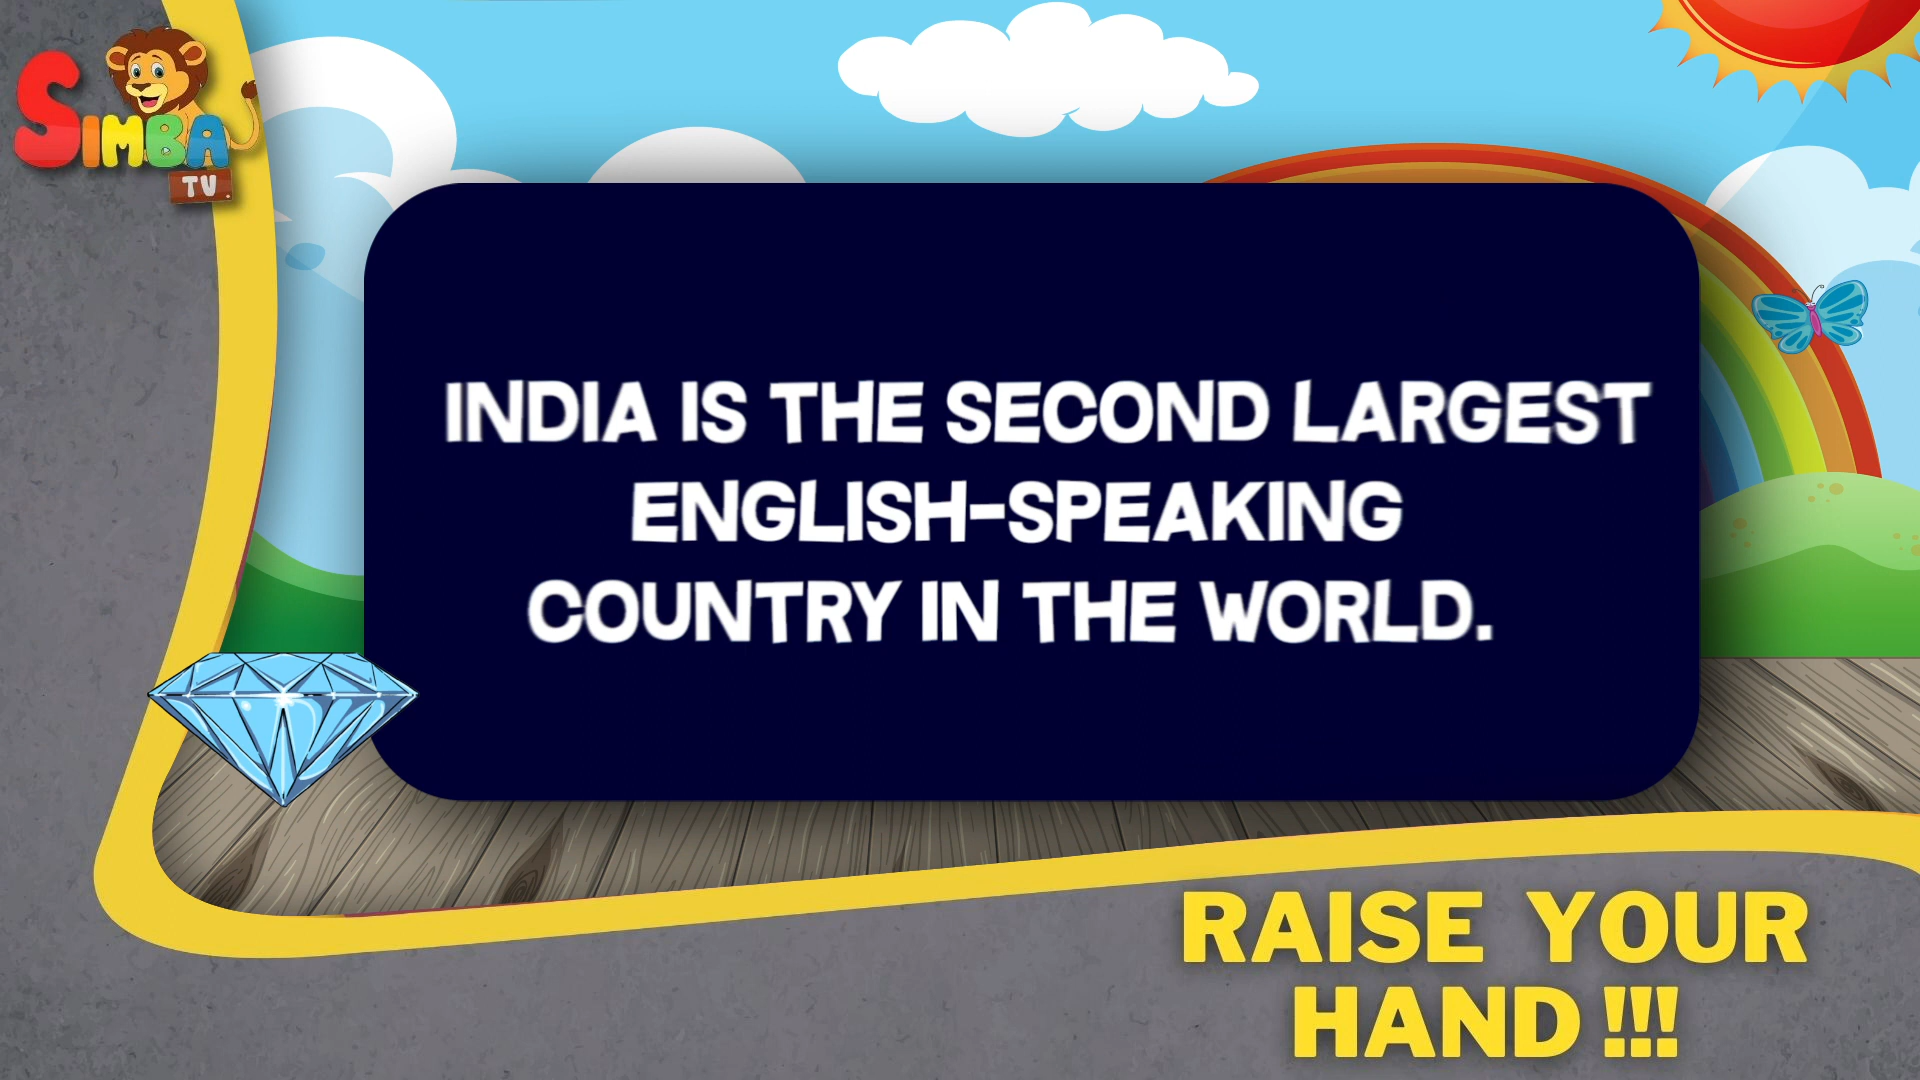 SIMBA
TV
INDIA IS THE SECOND LARGEST
ENGLISH-SPEAKING
COUNTRY IN THE WORLD.
RAISE YOUR
HAND !!!